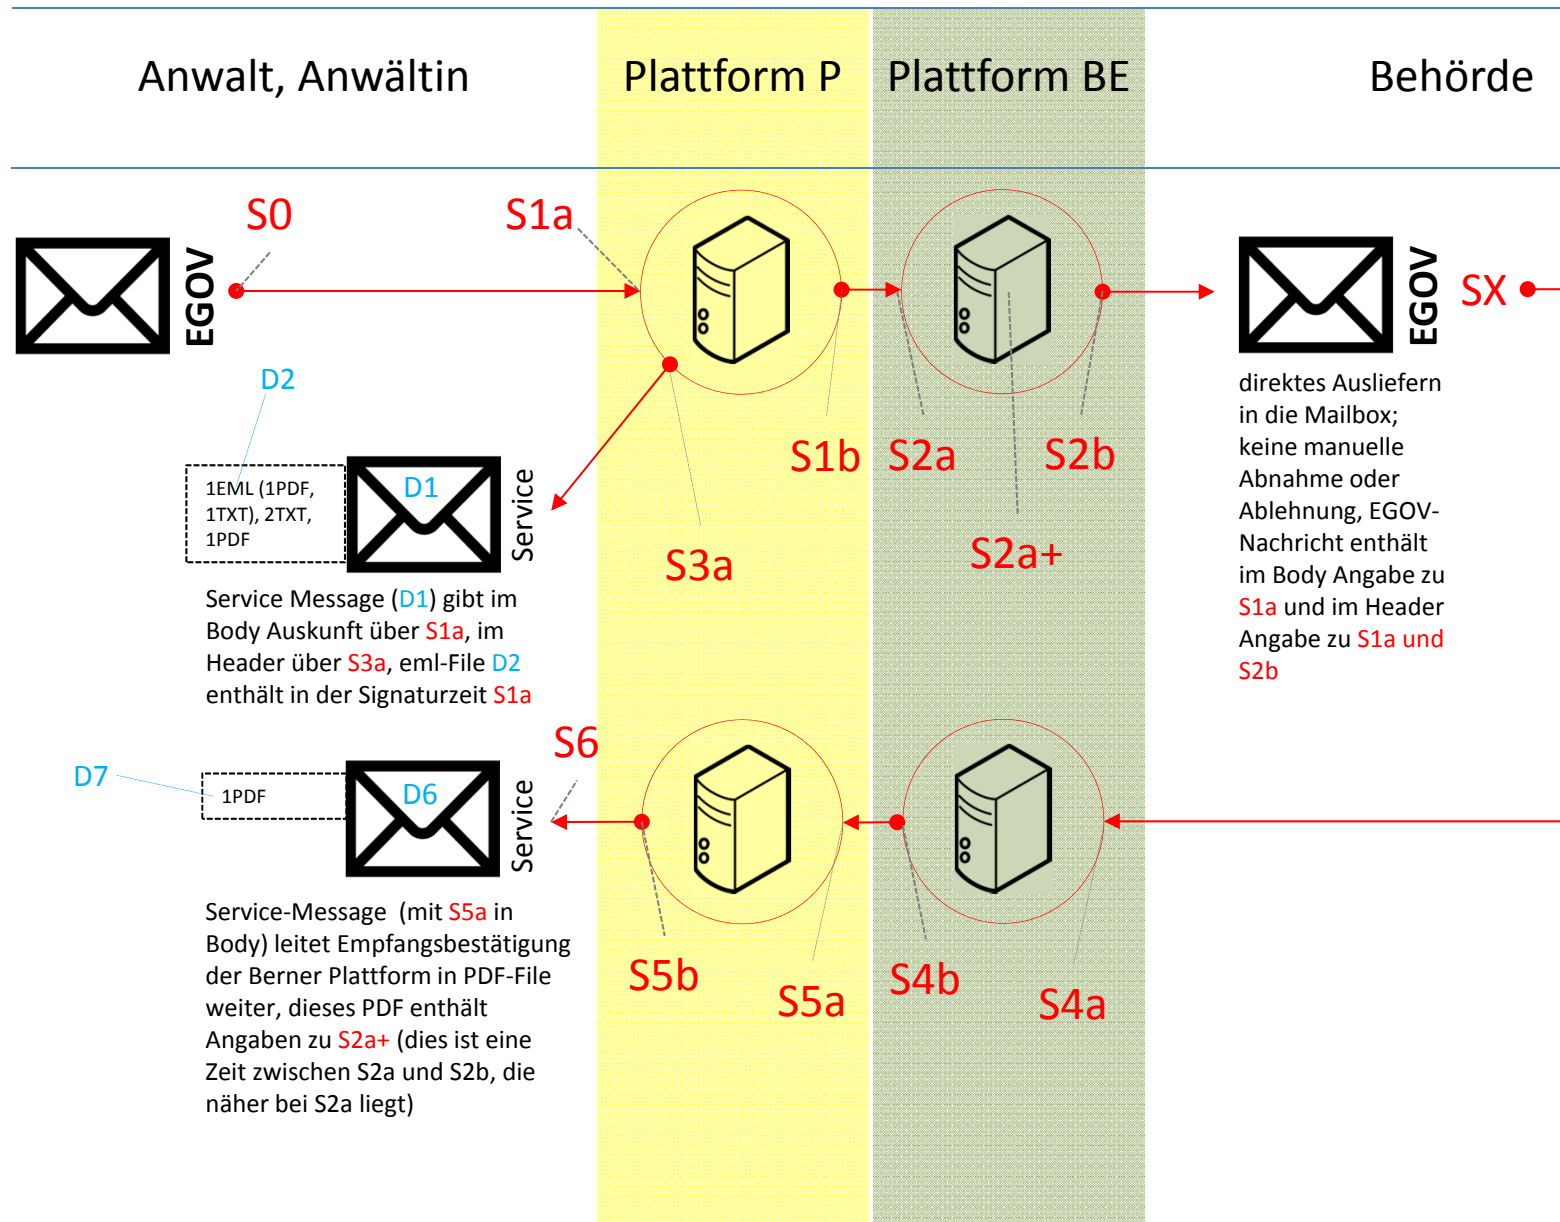 Anwalt, Anwältin
Plattform P
Plattform BE
Behörde
S0
S1a
EGOV
EGOV
SX
D2
S1b
S2a
S2b
direktes Ausliefern
in die Mailbox;
keine manuelle
Abnahme oder
Ablehnung, EGOV-
Nachricht enthält
im Body Angabe zu
S1a und im Header
Angabe zu S1a und
S2b
1EML (1PDF,
1TXT), 2TXT,
1PDF
D1
Service
S3a
S2a+
Service Message (D1) gibt im
Body Auskunft über S1a, im
Header über S3a, eml-File D2
enthält in der Signaturzeit S1a
S6
D7
1PDF
D6
Service
Service-Message (mit S5a in
Body) leitet Empfangsbestätigung
der Berner Plattform in PDF-File
weiter, dieses PDF enthält
Angaben zu S2a+ (dies ist eine
Zeit zwischen S2a und S2b, die
näher bei S2a liegt)
S5b
S5a
S4b
S4a